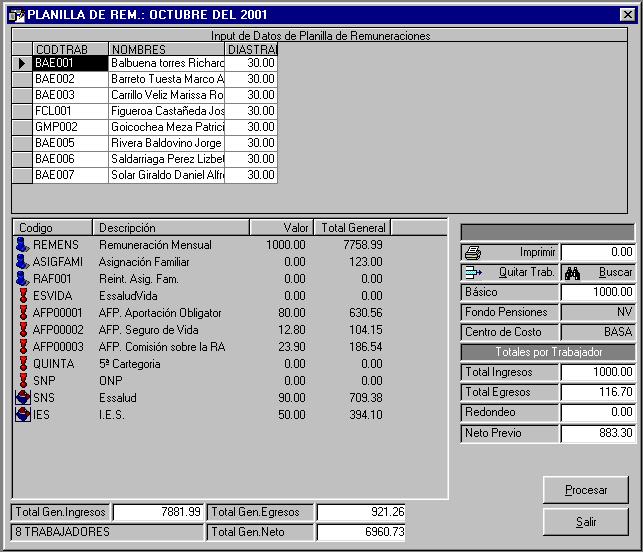 PLANILLA DE REM.: OCTUBRE DEL 2001
Input de Datos de Planilla de Remuneraciones
CODTRAB NOMBRES DIASTRAI
BAE001 Balbuena torres Richarc 30.00
BAE002 Barreto Tuesta Marco A 30.00
BAE003 Carrillo Veliz Marissa Ro 30.00
FCL001 Figueroa Castañeda Jos 30.00
GMP002 Goicochea Meza Patrici 30.00
BAE005 Rivera Baldovino Jorge 30.00
BAE006 Saldarriaga Perez Lizbel 30.00
BAE007 Solar Giraldo Daniel Alfr 30.00
Codigo Descripción Valor Total General
REMENS Remuneración Mensual 1000.00 7758.99
ASIGFAMI Asignación Familiar 0.00 123.00
RAF001 Reint. Asig. Fam. 0.00 0.00
ESVIDA EssaludVida 0.00 0.00
AFP00001 AFP. Aportación Obligator 80.00 630.56
AFP00002 AFP. Seguro de Vida 12.80 104.15
AFP00003 AFP. Comisión sobre la RA 23.90 186.54
QUINTA 5ª Cartegoria 0.00 0.00
SNP ONP 0.00 0.00
SNS Essalud 90.00 709.38
IES I.E.S. 50.00 394.10
Imprimir 0.00
Quitar Trab. Buscar
Básico 1000.00
Fondo Pensiones NV
Centro de Costo BASA
Totales por Trabajador
Total Ingresos 1000.00
Total Egresos 116.70
Redondeo 0.00
Neto Previo 883.30
Procesar
Salir
Total Gen.Ingresos 7881.99 Total Gen.Egresos 921.26
8 TRABAJADORES Total Gen.Neto 6960.73